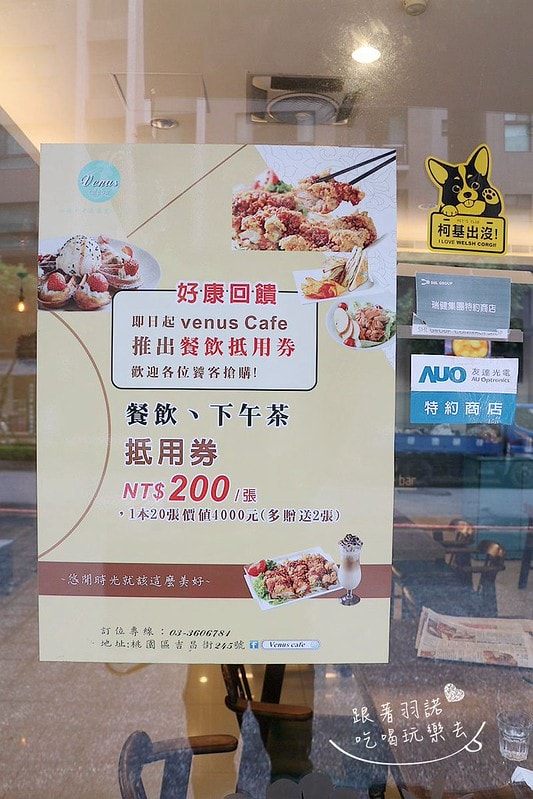 Venus
CAFE
好康回饋
即日起 venus Cafe
推出餐飲抵用券
歡迎各位饕客搶購!
餐飲、下午茶
抵用券
NT$200/張
，1本20張價值4000元(多贈送2張)
~悠閒時光就該這麼美好~
訂位專線：03-3606784
地址:桃園區吉昌街245號 f Venus cafe
柯基出沒!
I LOVE WELSH CORGI!
瑞健集團特約商店
AUO 友達光電
AU Optronics
特約商店
bar
跟著羽諾
吃喝玩樂去